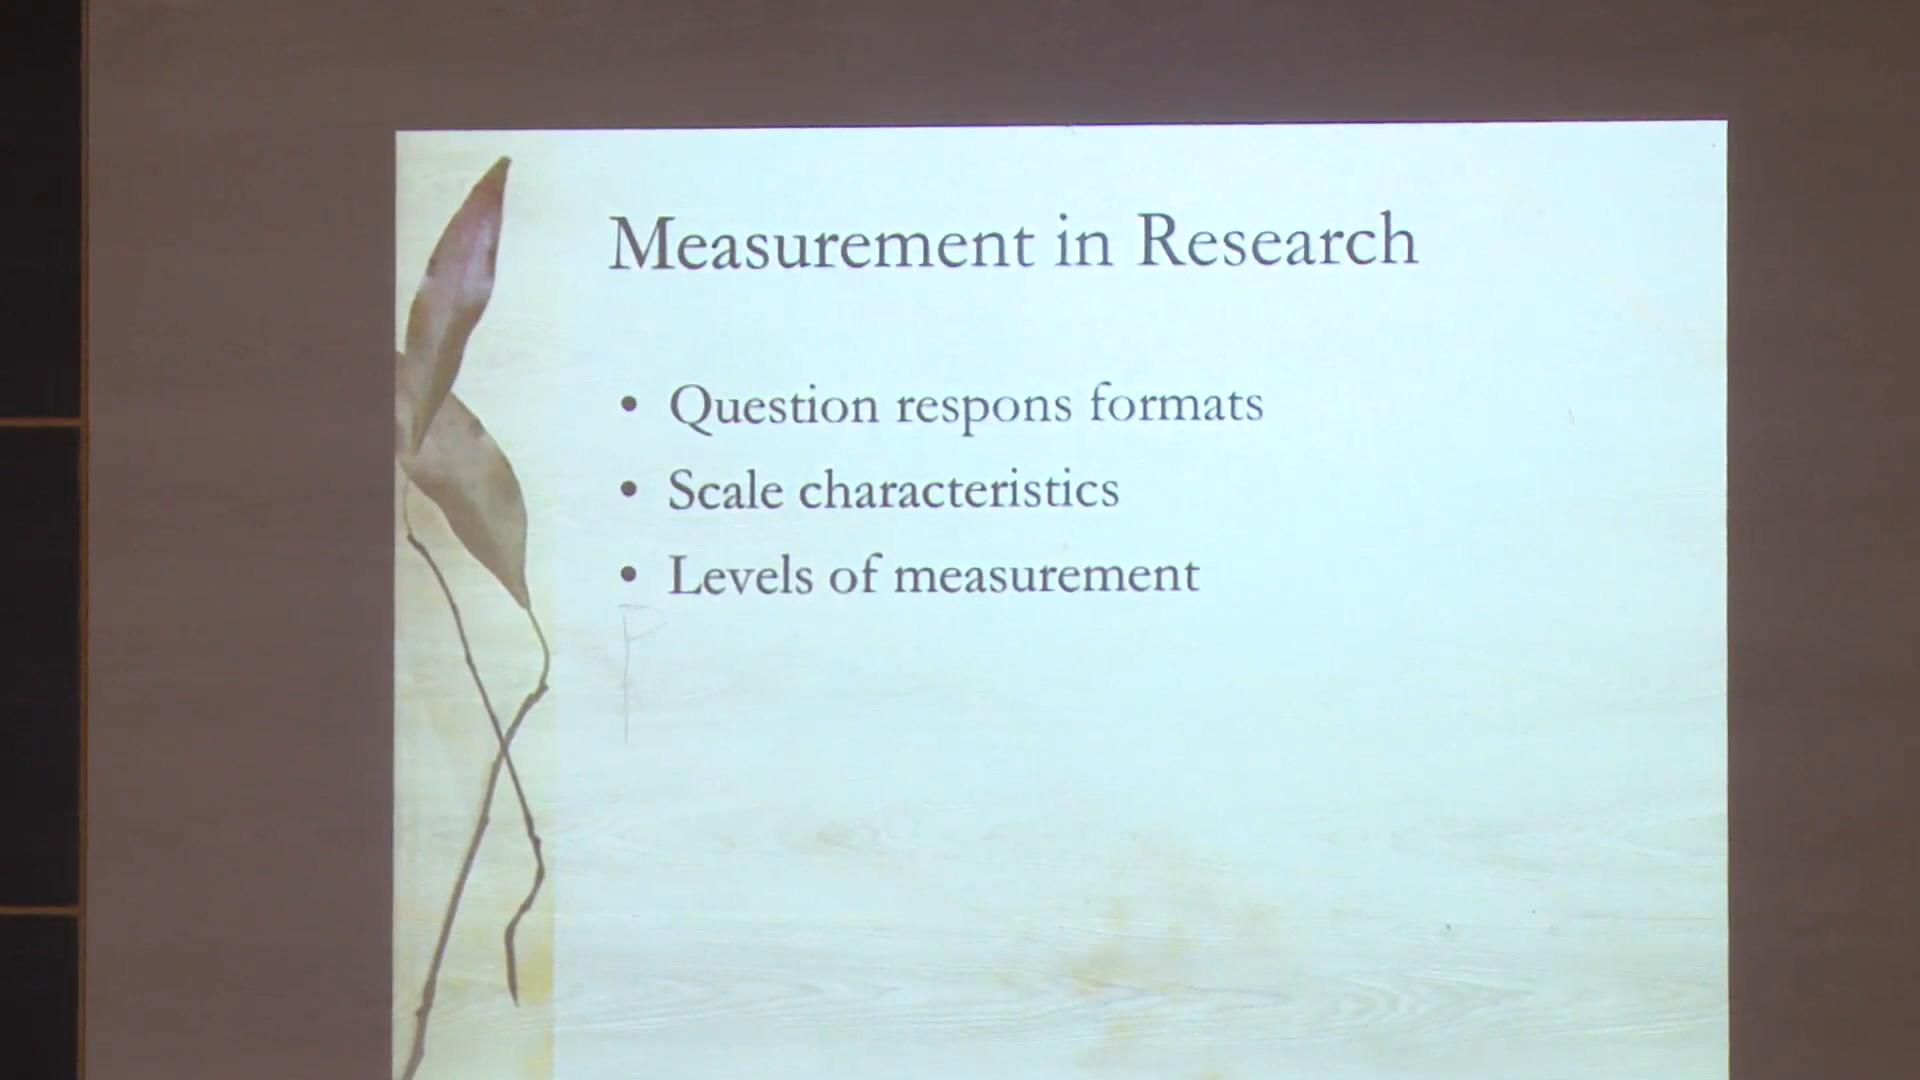 Measurement in Research
• Question respons formats
• Scale characteristics
• Levels of measurement
P